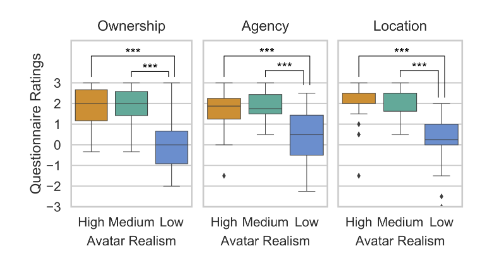 Ownership Agency Location
*** *** ***
*** *** ***
Questionnaire Ratings
3
2
1
0
−1
−2
−3
High Medium Low High Medium Low High Medium Low
Avatar Realism Avatar Realism Avatar Realism